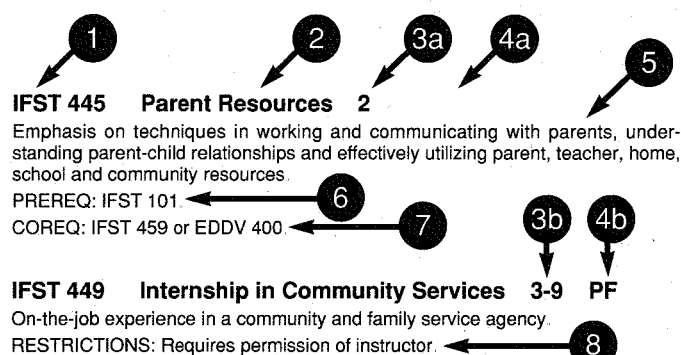 1 2 3a 4a
5
IFST 445 Parent Resources 2
Emphasis on techniques in working and communicating with parents, under-
standing parent-child relationships and effectively utilizing parent, teacher, home,
school and community resources.
PREREQ: IFST 101. 6
COREQ: IFST 459 or EDDV 400. 7
3b 4b
IFST 449 Internship in Community Services 3-9 PF
On-the-job experience in a community and family service agency.
RESTRICTIONS: Requires permission of instructor. 8